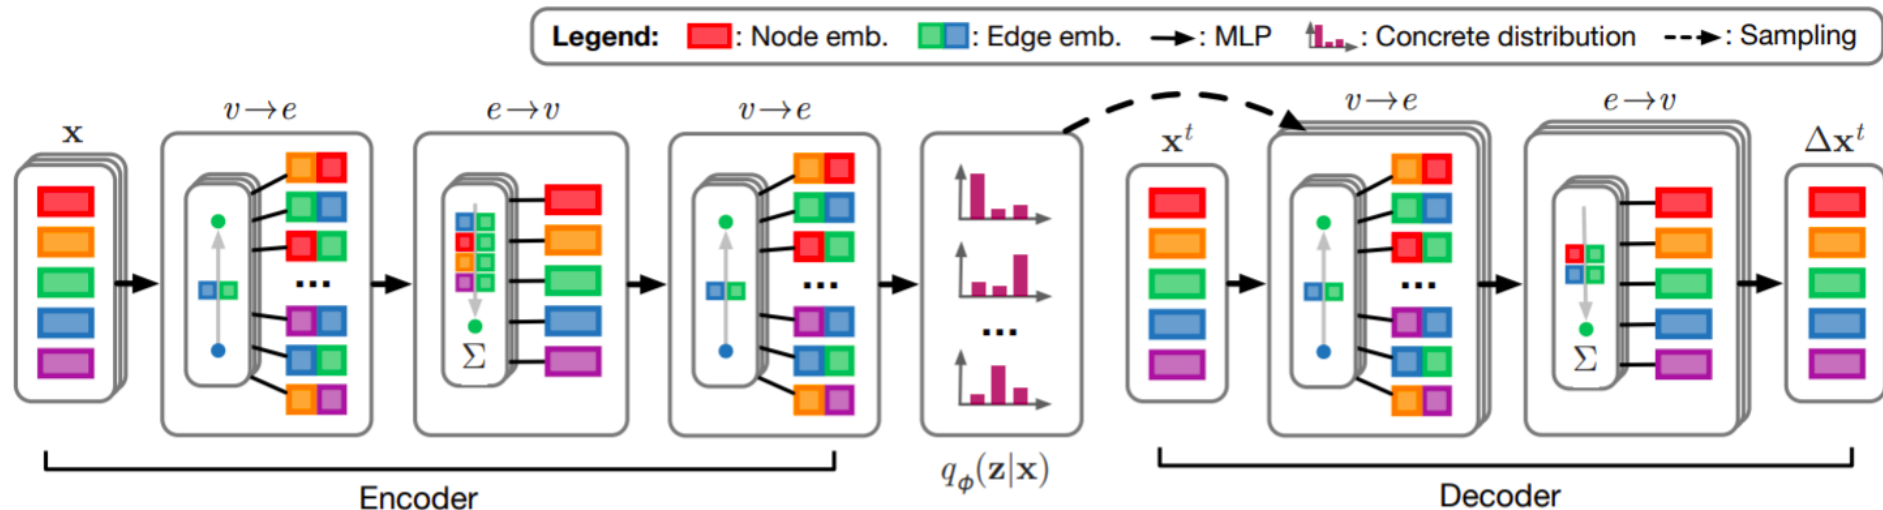 Legend: : Node emb. : Edge emb. : MLP : Concrete distribution : Sampling
x
v→e
e→v
v→e
x^t
v→e
e→v
Δx^t
...
Σ
...
...
...
Σ
q_ϕ(z|x)
Encoder
Decoder